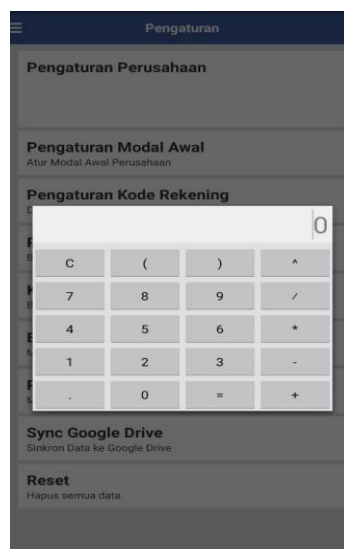 Pengaturan
Pengaturan Perusahaan
Pengaturan Modal Awal
Atur Modal Awal Perusahaan
Pengaturan Kode Rekening
0
C ( ) ^
7 8 9 /
4 5 6 *
1 2 3 -
. 0 = +
Sync Google Drive
Sinkron Data ke Google Drive
Reset
Hapus semua data